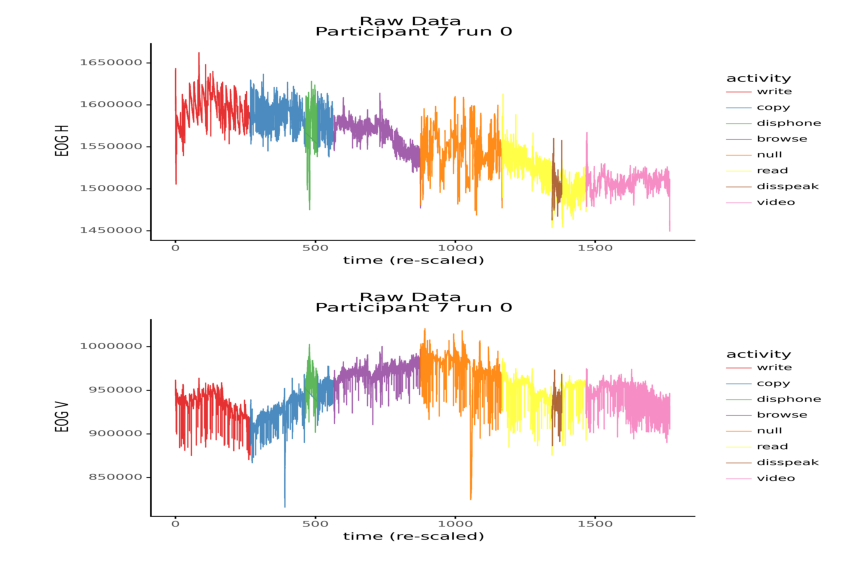 Raw Data
Participant 7 run 0
1650000
1600000
1550000
1500000
1450000
EOG H
0 500 1000 1500
time (re-scaled)
activity
write
copy
disphone
browse
null
read
disspeak
video
Raw Data
Participant 7 run 0
1000000
950000
900000
850000
EOG V
0 500 1000 1500
time (re-scaled)
activity
write
copy
disphone
browse
null
read
disspeak
video